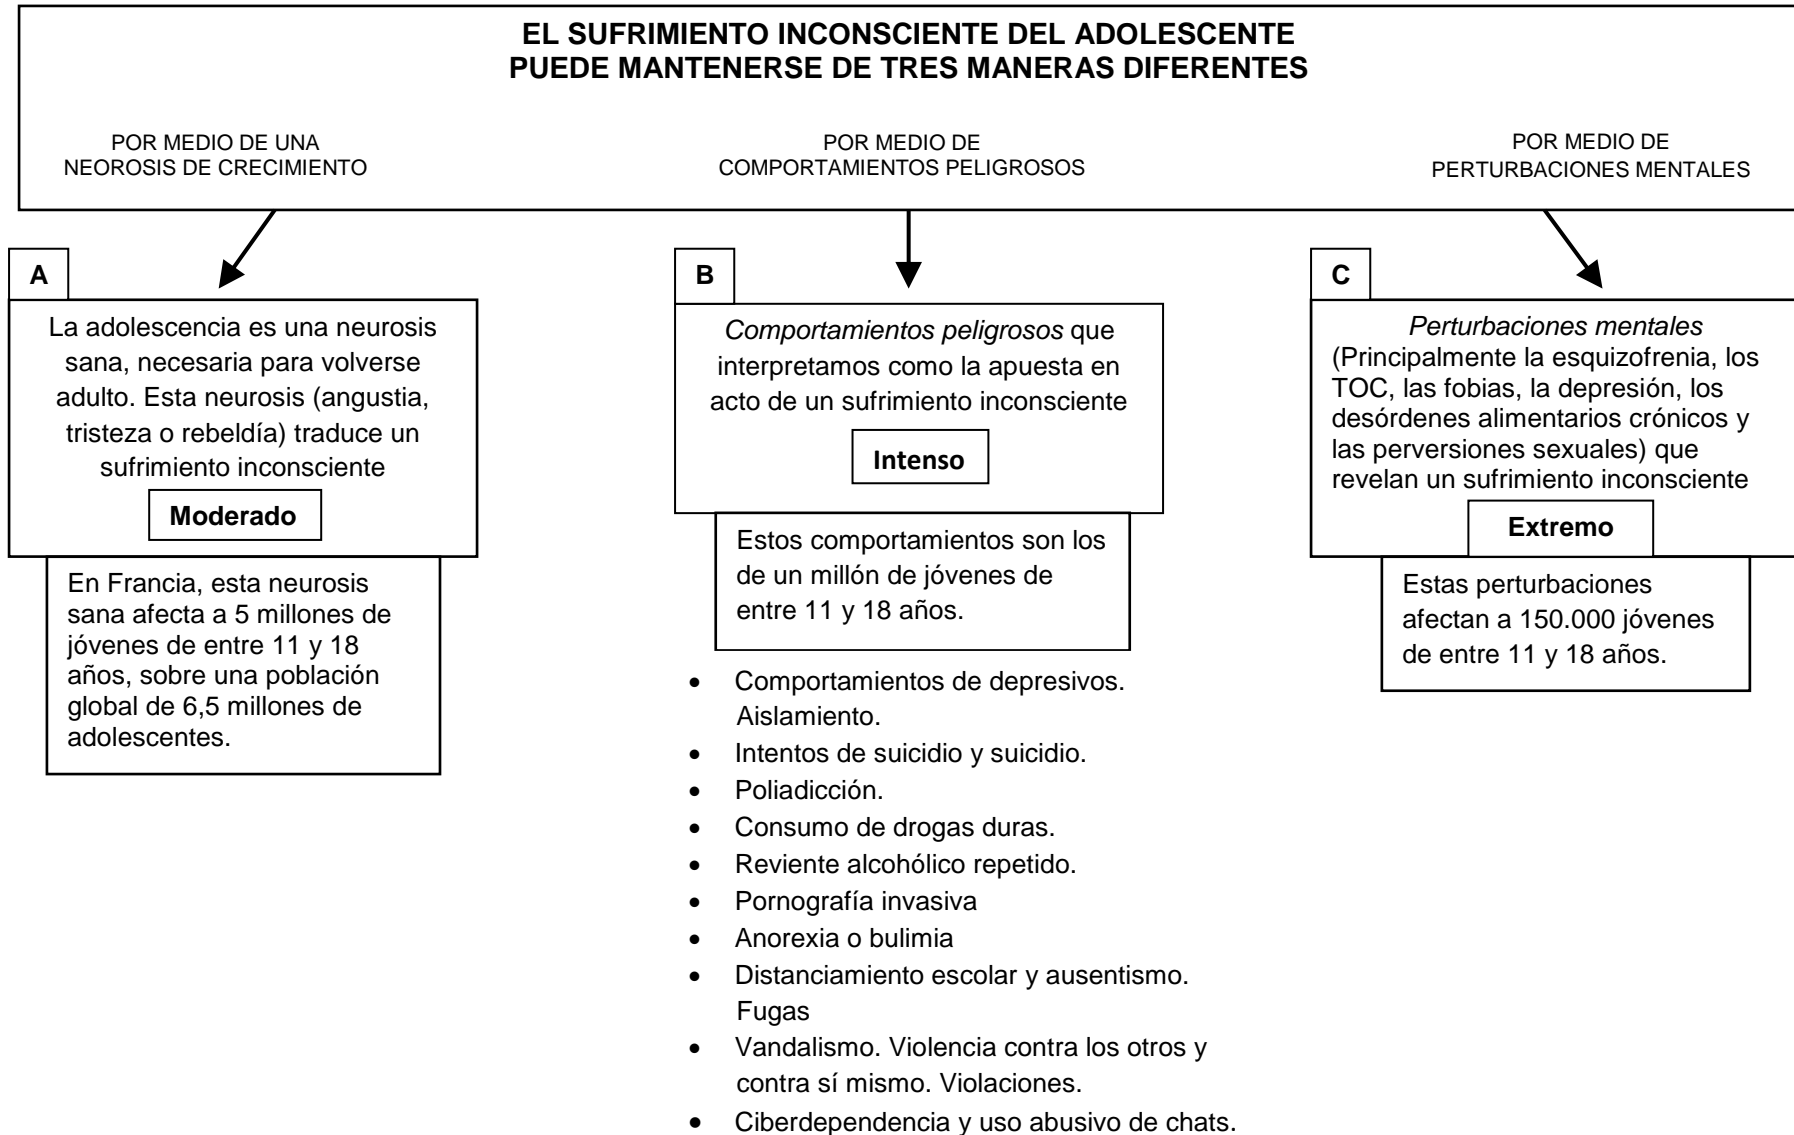 EL SUFRIMIENTO INCONSCIENTE DEL ADOLESCENTE
PUEDE MANTENERSE DE TRES MANERAS DIFERENTES
POR MEDIO DE UNA
NEOROSIS DE CRECIMIENTO
POR MEDIO DE
COMPORTAMIENTOS PELIGROSOS
POR MEDIO DE
PERTURBACIONES MENTALES
A
La adolescencia es una neurosis
sana, necesaria para volverse
adulto. Esta neurosis (angustia,
tristeza o rebeldía) traduce un
sufrimiento inconsciente
Moderado
En Francia, esta neurosis
sana afecta a 5 millones de
jóvenes de entre 11 y 18
años, sobre una población
global de 6,5 millones de
adolescentes.
B
Comportamientos peligrosos que
interpretamos como la apuesta en
acto de un sufrimiento inconsciente
Intenso
Estos comportamientos son los
de un millón de jóvenes de
entre 11 y 18 años.
• Comportamientos de depresivos.
Aislamiento.
• Intentos de suicidio y suicidio.
• Poliadicción.
• Consumo de drogas duras.
• Reviente alcohólico repetido.
• Pornografía invasiva
• Anorexia o bulimia
• Distanciamiento escolar y ausentismo.
Fugas
• Vandalismo. Violencia contra los otros y
contra sí mismo. Violaciones.
• Ciberdependencia y uso abusivo de chats.
C
Perturbaciones mentales
(Principalmente la esquizofrenia, los
TOC, las fobias, la depresión, los
desórdenes alimentarios crónicos y
las perversiones sexuales) que
revelan un sufrimiento inconsciente
Extremo
Estas perturbaciones
afectan a 150.000 jóvenes
de entre 11 y 18 años.